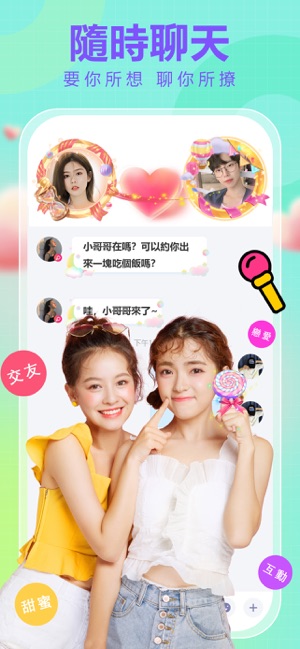 隨時聊天
要你所想 聊你所撩
小哥哥在嗎？可以約你出
來一塊吃個飯嗎？
哇，小哥哥來了~
下午
戀愛
交友
互動
甜蜜